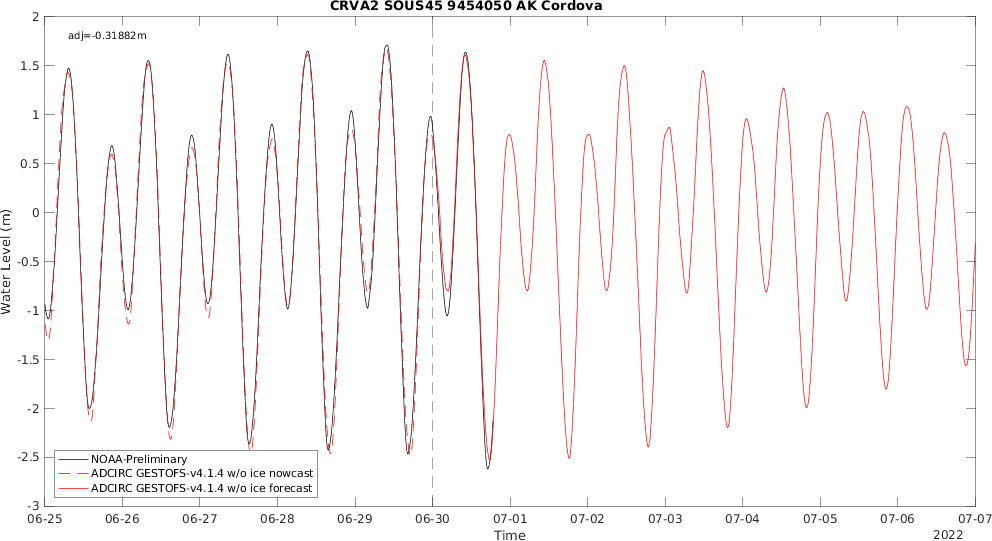 CRVA2 SOUS45 9454050 AK Cordova
adj=-0.31882m
2
1.5
1
0.5
0
-0.5
-1
-1.5
-2
-2.5
-3
Water Level (m)
NOAA-Preliminary
ADCIRC GESTOFS-v4.1.4 w/o ice nowcast
ADCIRC GESTOFS-v4.1.4 w/o ice forecast
06-25 06-26 06-27 06-28 06-29 06-30 07-01 07-02 07-03 07-04 07-05 07-06 07-07
Time
2022